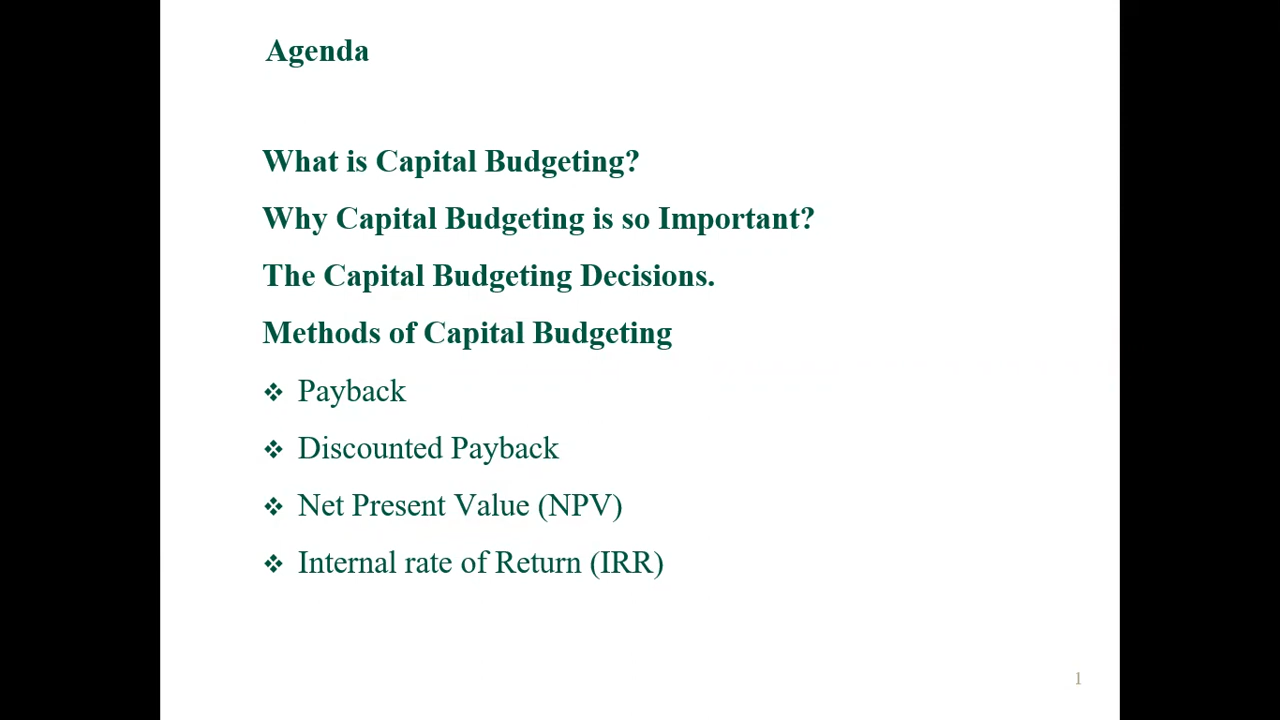 Agenda
What is Capital Budgeting?
Why Capital Budgeting is so Important?
The Capital Budgeting Decisions.
Methods of Capital Budgeting
❖ Payback
❖ Discounted Payback
❖ Net Present Value (NPV)
❖ Internal rate of Return (IRR)
1